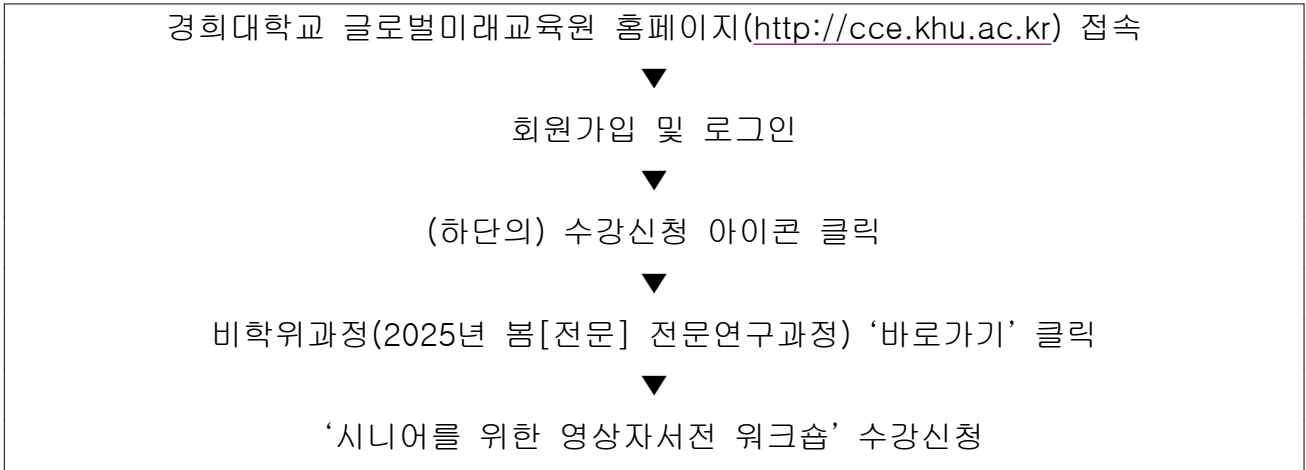 경희대학교 글로벌미래교육원 홈페이지(http://cce.khu.ac.kr) 접속
▼
회원가입 및 로그인
▼
(하단의) 수강신청 아이콘 클릭
▼
비학위과정(2025년 봄[전문] 전문연구과정) ‘바로가기’ 클릭
▼
‘시니어를 위한 영상자서전 워크숍’ 수강신청